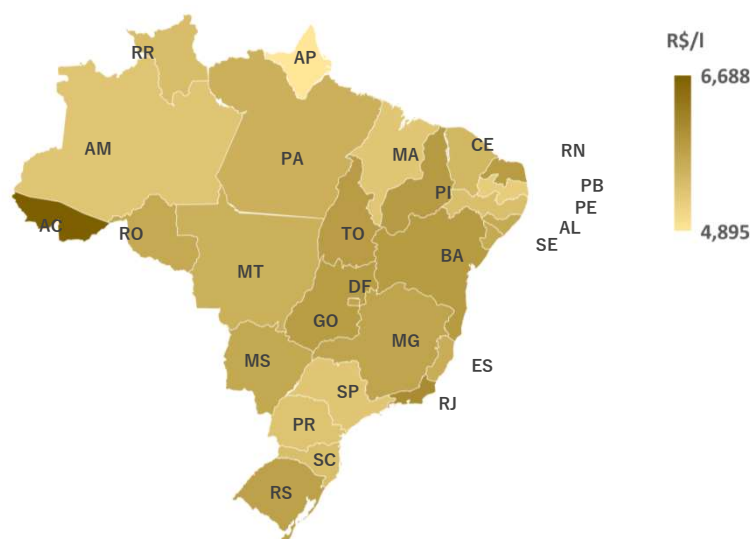 R$/l
6,688
4,895
RR
AP
AM
PA
MA
CE
RN
PB
PE
AL
SE
PI
AC
RO
TO
BA
MT
DF
GO
MG
MS
ES
SP
RJ
PR
SC
RS